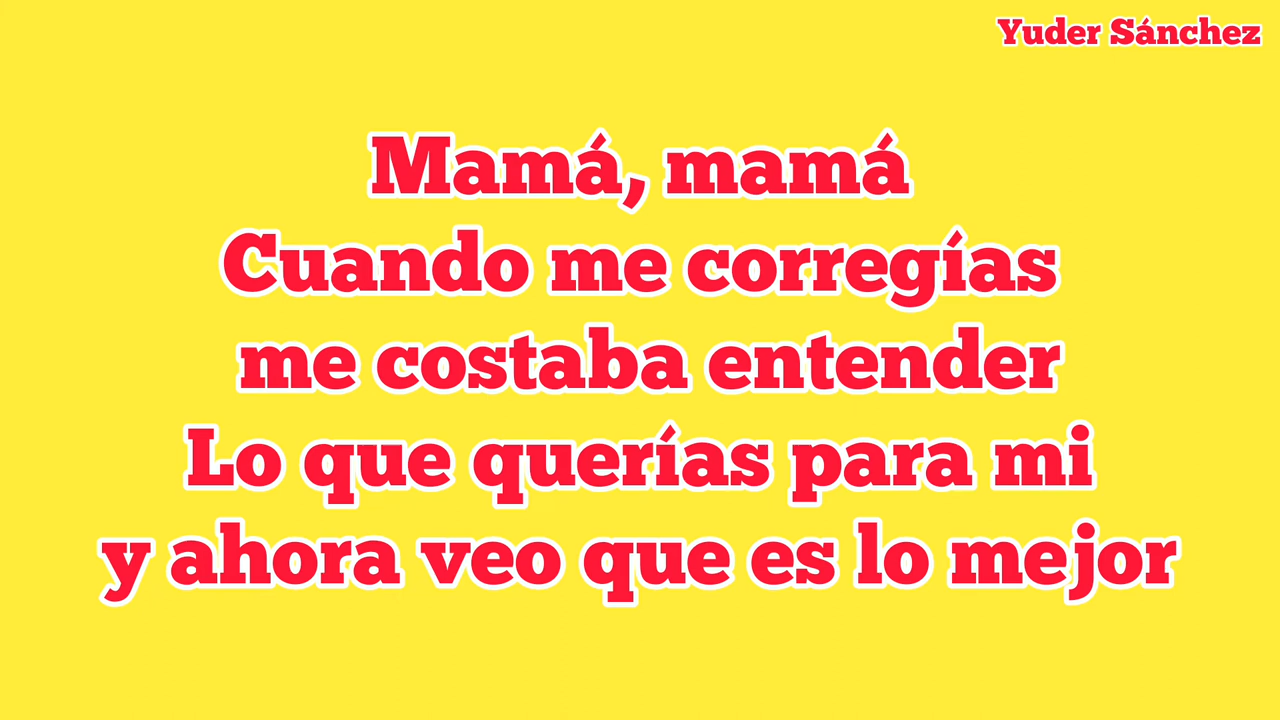 Yuder Sánchez
Mamá, mamá
Cuando me corregías
me costaba entender
Lo que querías para mi
y ahora veo que es lo mejor